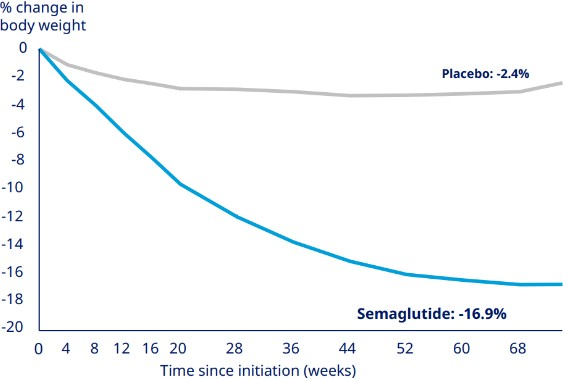 % change in
body weight
0
-2
-4
-6
-8
-10
-12
-14
-16
-18
-20
Placebo: -2.4%
Semaglutide: -16.9%
0 4 8 12 16 20 28 36 44 52 60 68
Time since initiation (weeks)